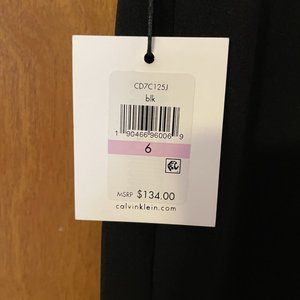 CD7C125J
blk
1 90466 96006 9
6
MSRP $134.00
calvinklein.com